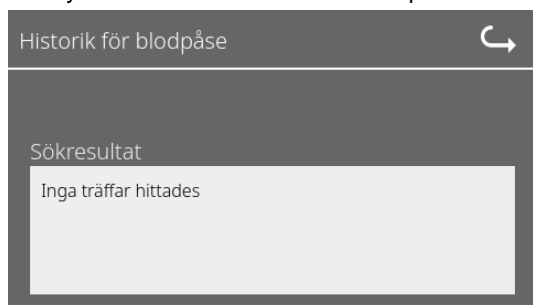 Historik för blodpåse
Sökresultat
Inga träffar hittades